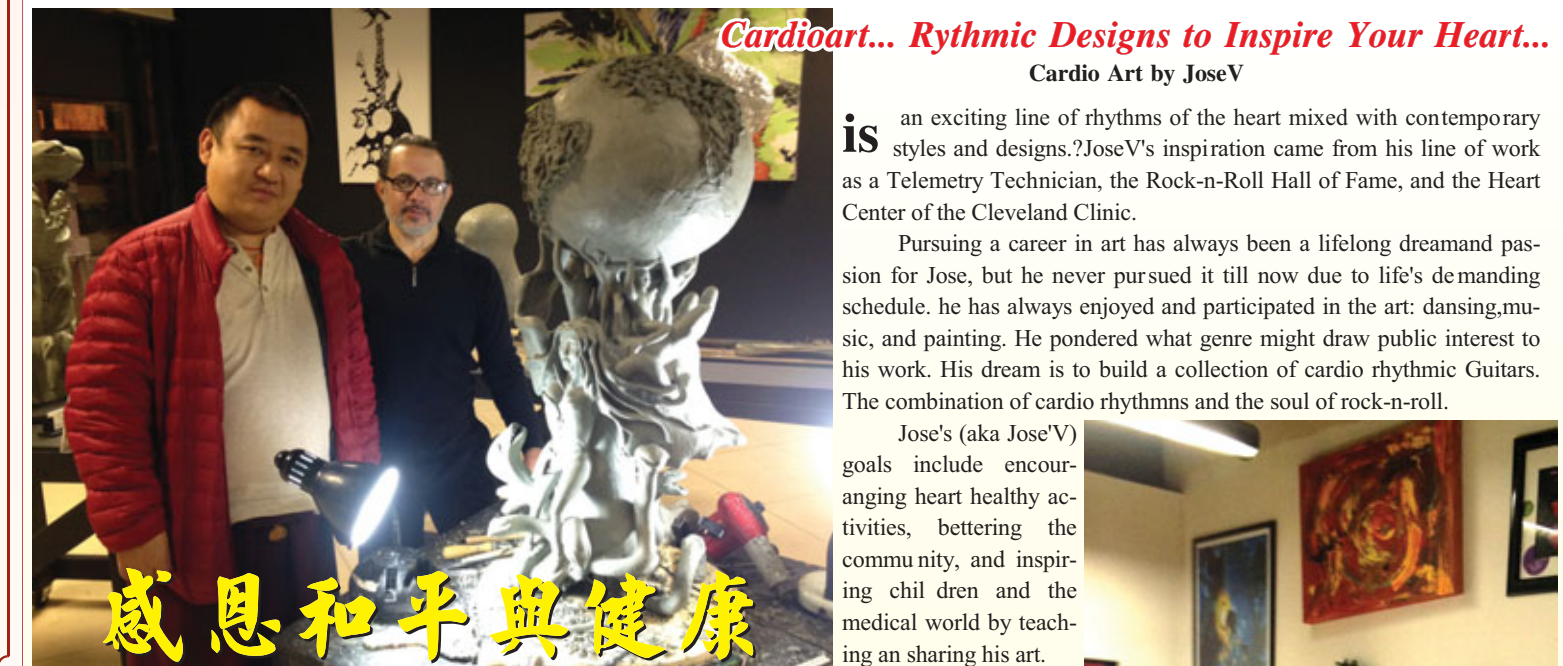 Cardioart... Rythmic Designs to Inspire Your Heart...
Cardio Art by JoseV
is an exciting line of rhythms of the heart mixed with contemporary
styles and designs.?JoseV's inspiration came from his line of work
as a Telemetry Technician, the Rock-n-Roll Hall of Fame, and the Heart
Center of the Cleveland Clinic.
Pursuing a career in art has always been a lifelong dreamand pas-
sion for Jose, but he never pursued it till now due to life's demanding
schedule. he has always enjoyed and participated in the art: dansing,mu-
sic, and painting. He pondered what genre might draw public interest to
his work. His dream is to build a collection of cardio rhythmic Guitars.
The combination of cardio rhythmns and the soul of rock-n-roll.
Jose's (aka Jose'V)
goals include encour-
anging heart healthy ac-
tivities, bettering the
commu nity, and inspir-
ing chil dren and the
medical world by teach-
ing an sharing his art.
感恩和平與健康